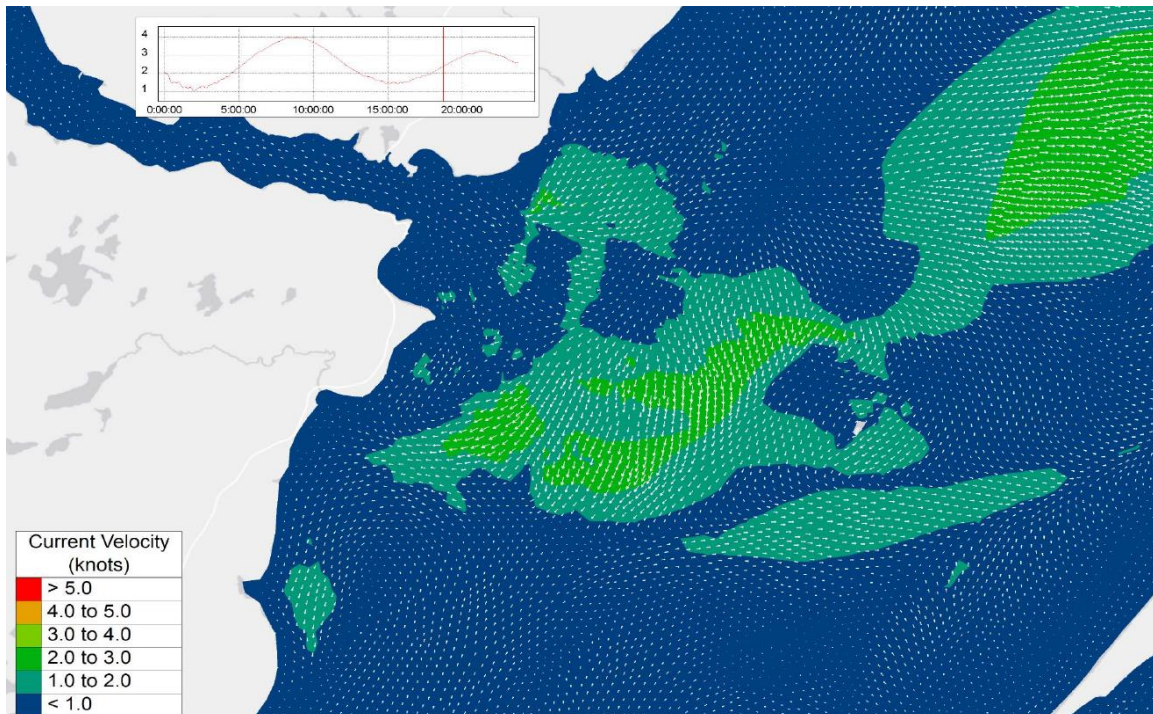 4
3
2
1
0:00:00 5:00:00 10:00:00 15:00:00 20:00:00
Current Velocity
(knots)
> 5.0
4.0 to 5.0
3.0 to 4.0
2.0 to 3.0
1.0 to 2.0
< 1.0